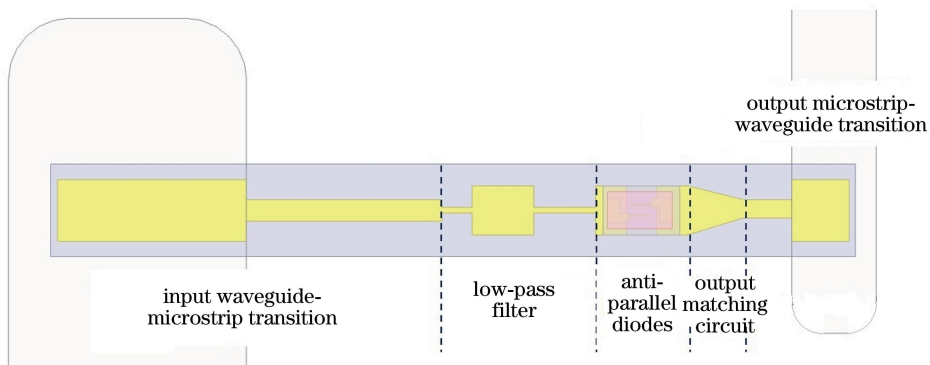 output microstrip-
waveguide transition
input waveguide-
microstrip transition
low-pass
filter
anti-
parallel
diodes
output
matching
circuit